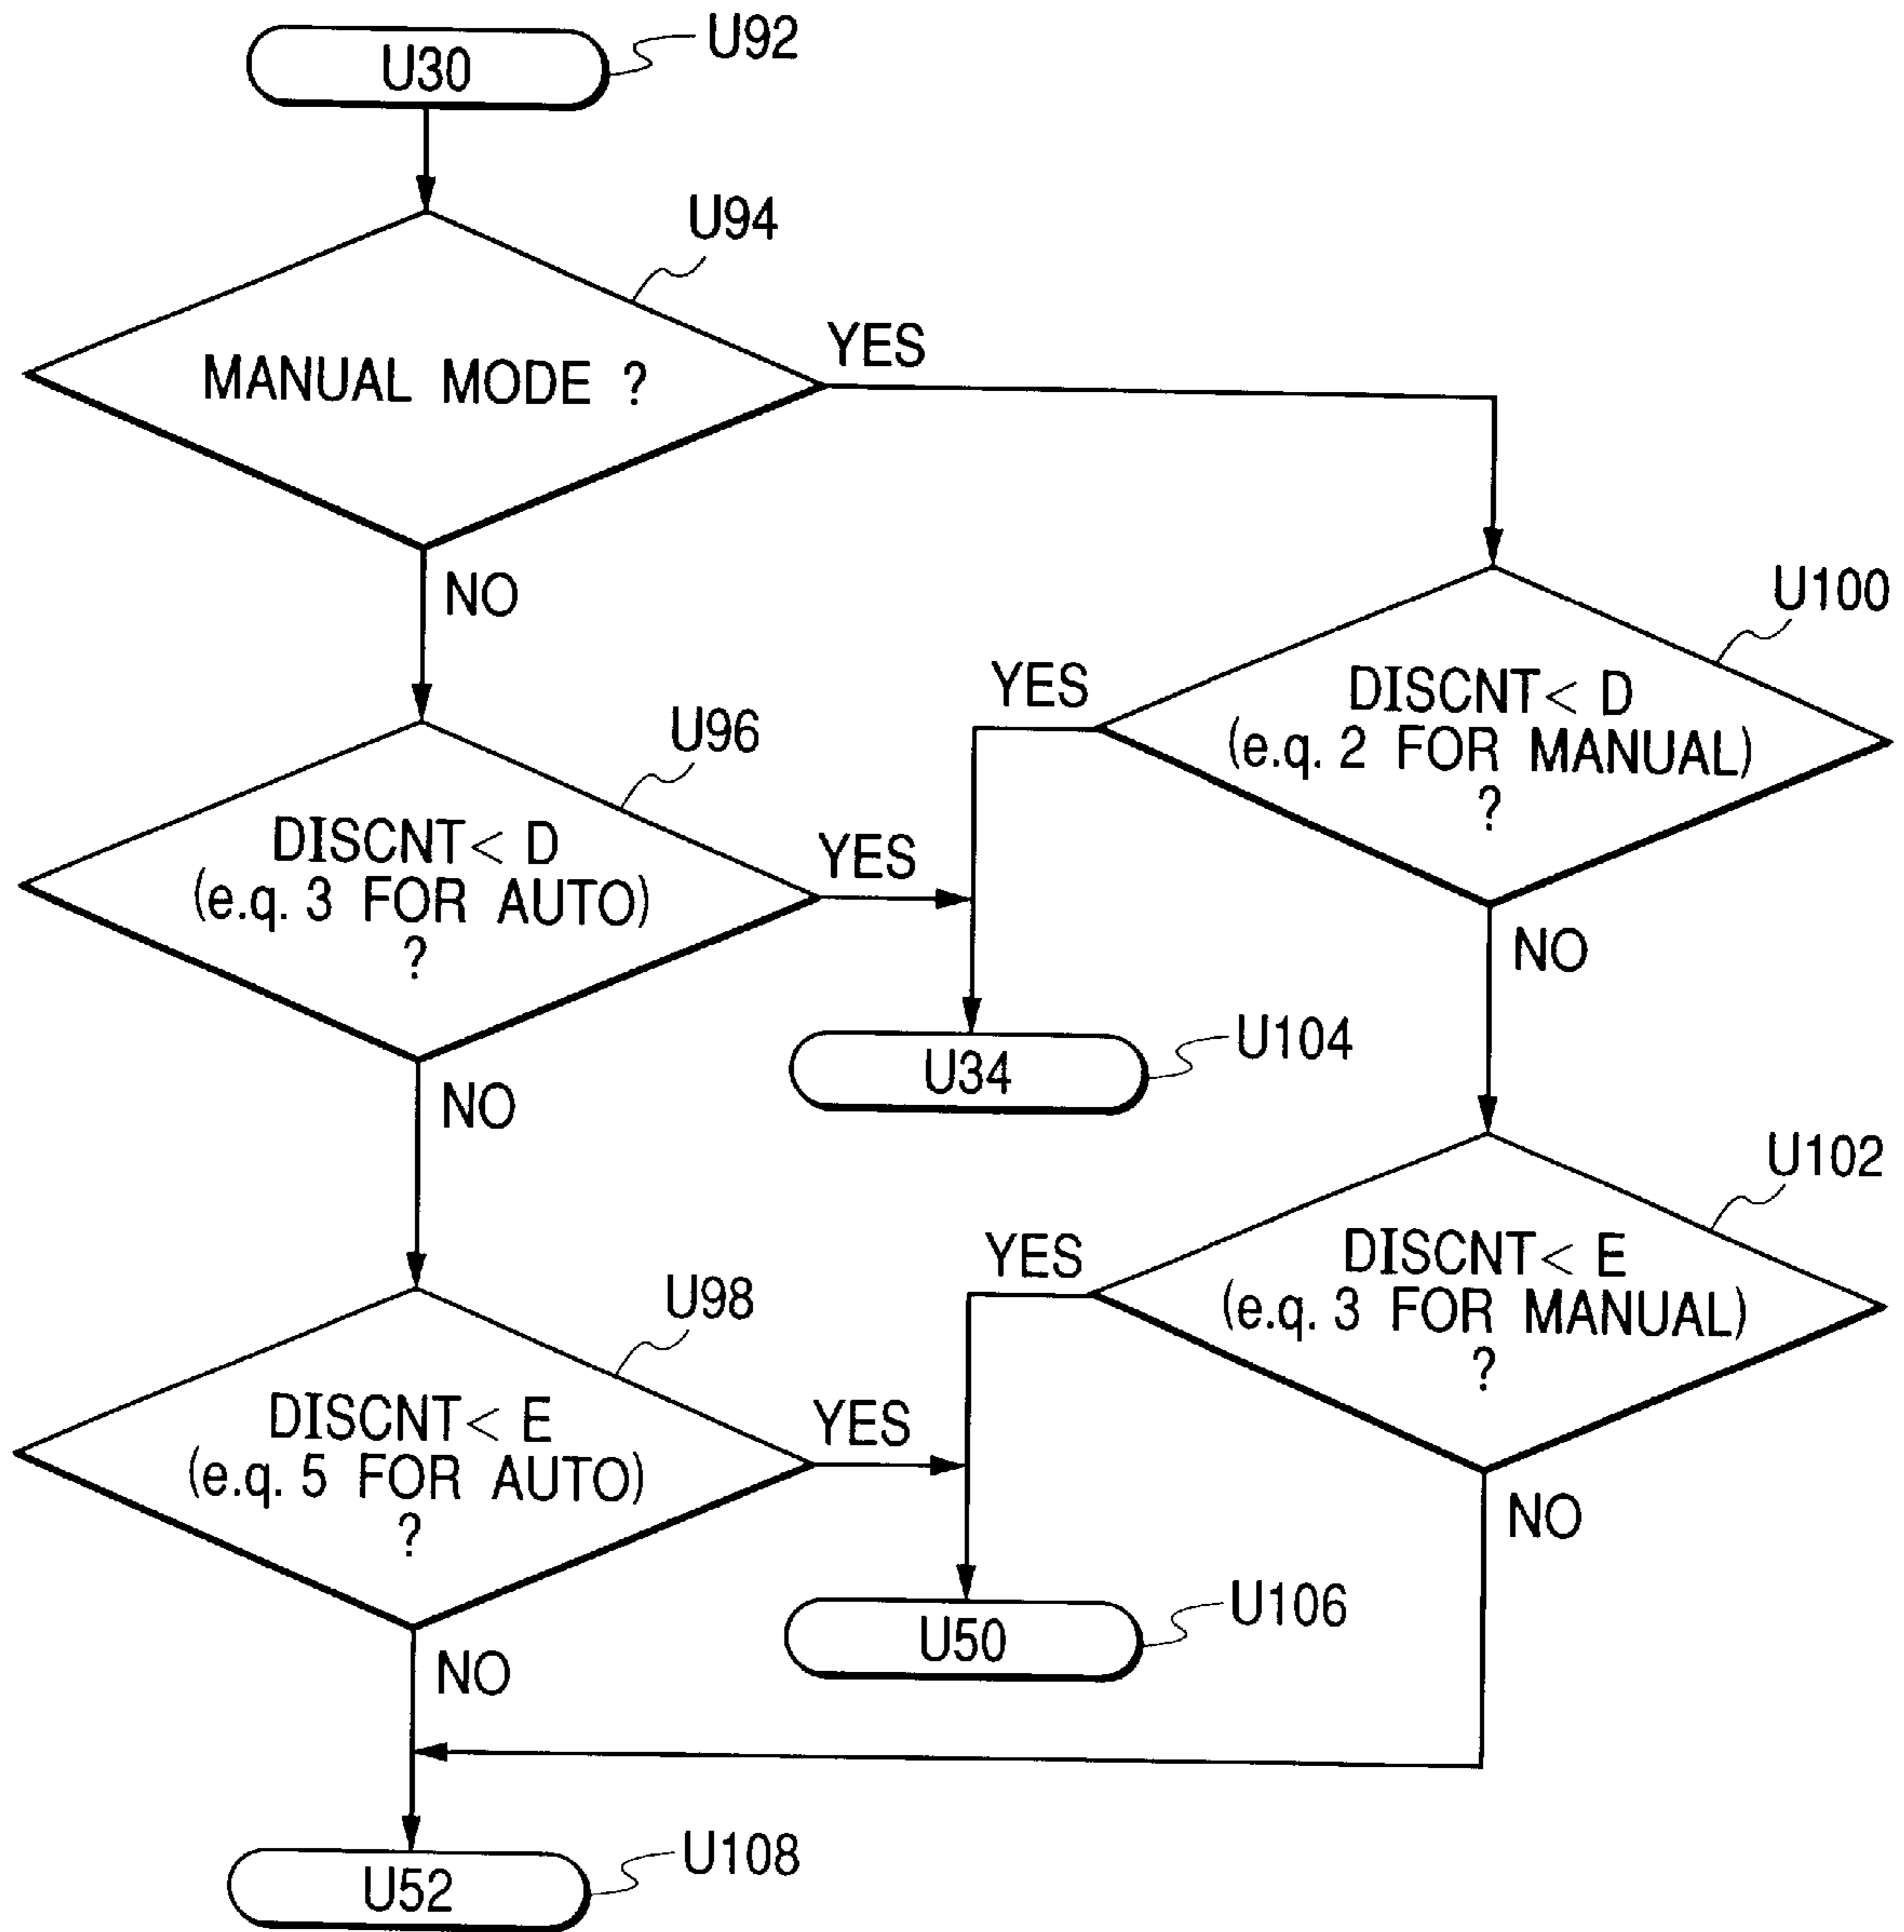 U30
U92
U94
MANUAL MODE ?
YES
NO
U100
DISCNT< D
(e.q. 2 FOR MANUAL)
?
YES
NO
U96
DISCNT< D
(e.q. 3 FOR AUTO)
?
YES
NO
U34
U104
U102
DISCNT< E
(e.q. 3 FOR MANUAL)
?
YES
NO
U98
DISCNT< E
(e.q. 5 FOR AUTO)
?
YES
NO
U50
U106
U52
U108